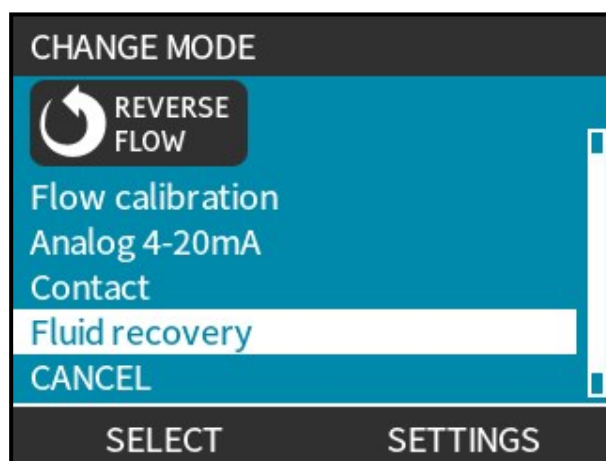 CHANGE MODE
REVERSE
FLOW
Flow calibration
Analog 4-20mA
Contact
Fluid recovery
CANCEL
SELECT SETTINGS